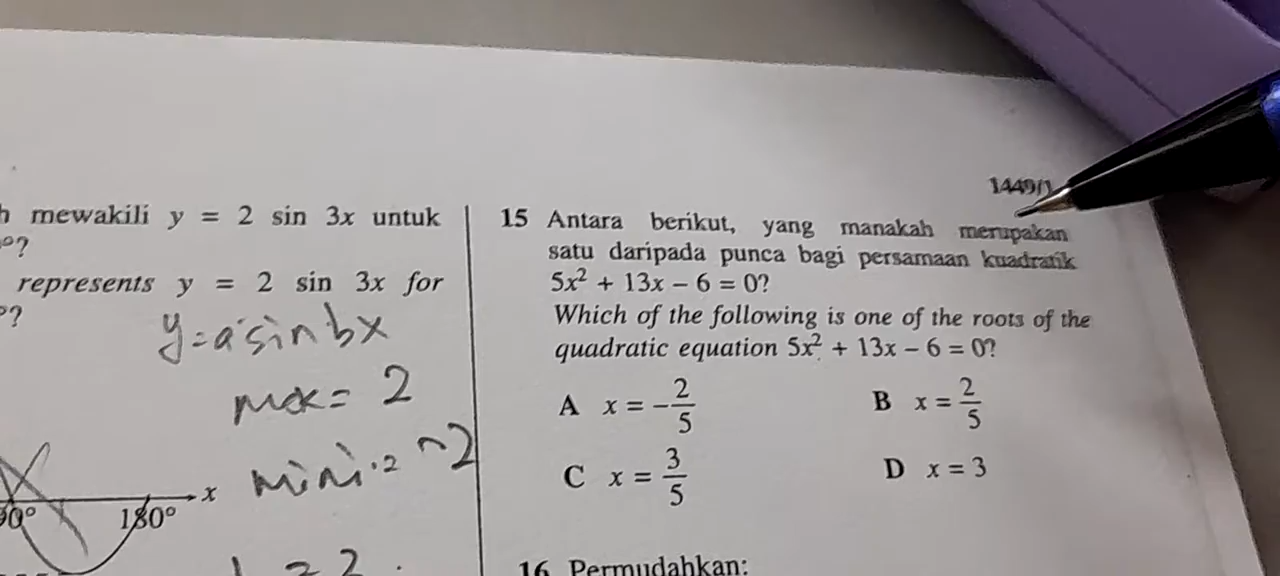 1449/1
mewakili y = 2 sin 3x untuk
°?
represents y = 2 sin 3x for
°?
y=a sin bx
max = 2
mini
180°
x
15 Antara berikut, yang manakah merupakan
satu daripada punca bagi persamaan kuadratik
5x² + 13x – 6 = 0?
Which of the following is one of the roots of the
quadratic equation 5x² + 13x – 6 = 0?
A x = –2/5
B x = 2/5
C x = 3/5
D x = 3
16 Permudahkan: